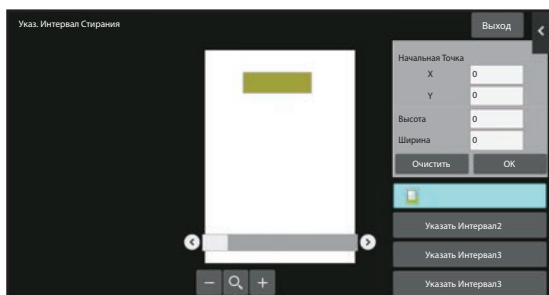 Указ. Интервал Стирания
Выход
Начальная Точка
X 0
Y 0
Высота 0
Ширина 0
Очистить OK
Указать Интервал2
Указать Интервал3
Указать Интервал3